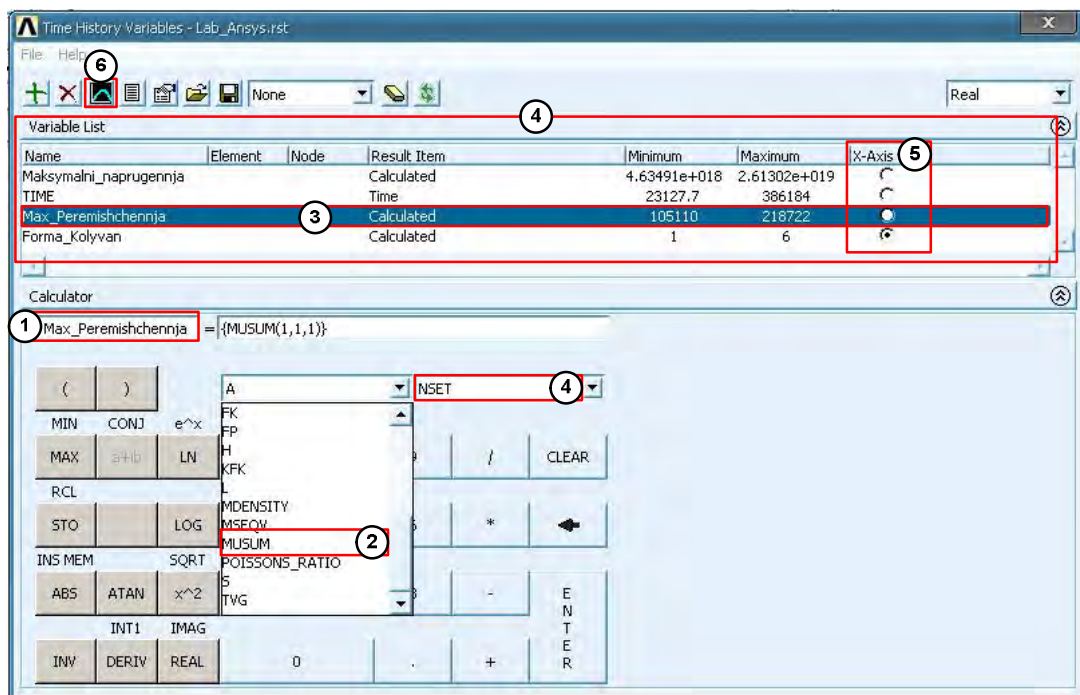 Time History Variables - Lab_Ansys.rst
X
File Help
6
None
Real
4
Variable List
Name Element Node Result Item Minimum Maximum X-Axis 5
Maksymalni_naprugennja Calculated 4.63491e+018 2.61302e+019
TIME Time 23127.7 386184
Max_Peremishchennja 3 Calculated 105110 218722
Forma_Kolyvan Calculated 1 6
Calculator
1 Max_Peremishchennja = {MUSUM(1,1,1)}
( ) A NSET 4
MIN CONJ e^x
FK
FP
H
KFK
L
MDENSITY
MSEQV
MUSUM 2
POISSONS_RATIO
S
TVG
MAX a+ib LN / CLEAR
RCL
STO LOG *
INS MEM SQRT
ABS ATAN x^2 -
INT1 IMAG
INV DERIV REAL 0 . + ENTER